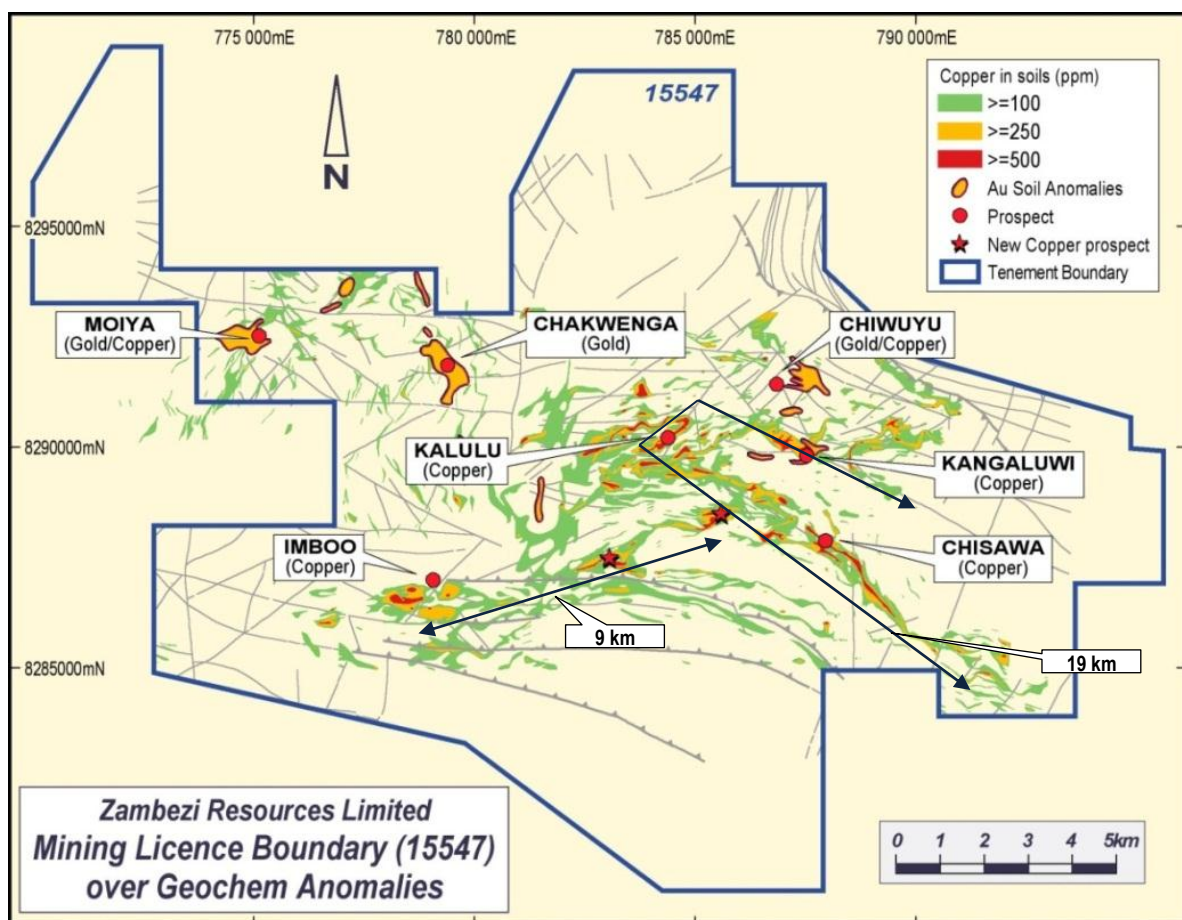 775 000mE 780 000mE 785 000mE 790 000mE
15547
Copper in soils (ppm)
>=100
>=250
>=500
Au Soil Anomalies
Prospect
New Copper prospect
Tenement Boundary
N
8295000mN
MOIYA
(Gold/Copper)
CHAKWENGA
(Gold)
CHIWUYU
(Gold/Copper)
8290000mN
KALULU
(Copper)
KANGALUWI
(Copper)
IMBOO
(Copper)
CHISAWA
(Copper)
9 km
19 km
8285000mN
Zambezi Resources Limited
Mining Licence Boundary (15547)
over Geochem Anomalies
0 1 2 3 4 5km